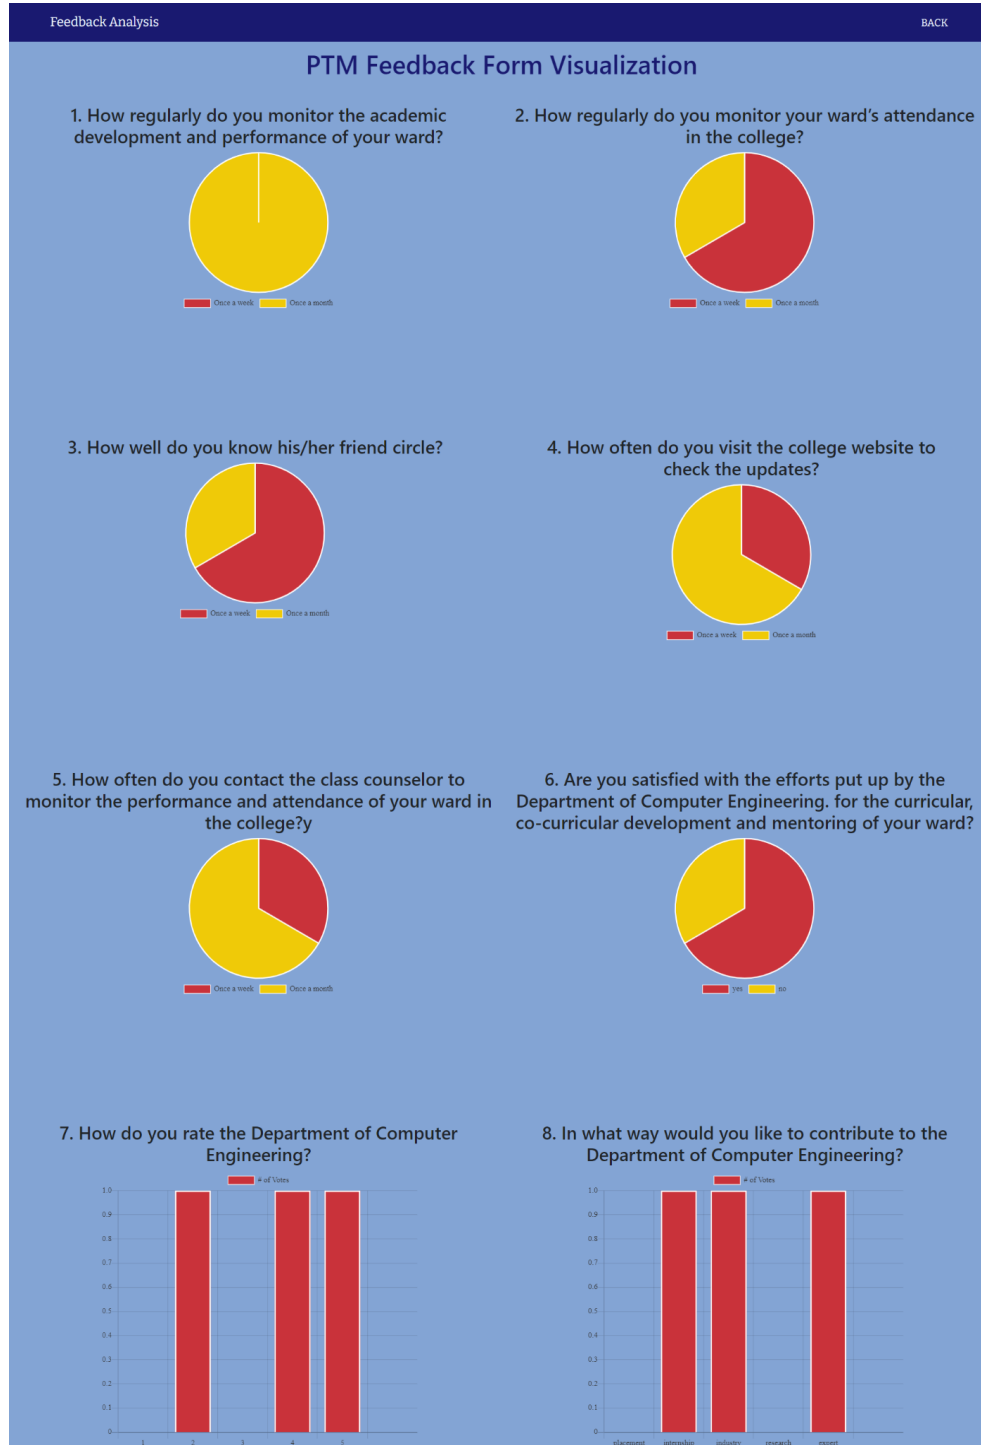 Feedback Analysis
BACK
PTM Feedback Form Visualization
1. How regularly do you monitor the academic
development and performance of your ward?
Once a week
Once a month
2. How regularly do you monitor your ward's attendance
in the college?
Once a week
Once a month
3. How well do you know his/her friend circle?
Once a week
Once a month
4. How often do you visit the college website to
check the updates?
Once a week
Once a month
5. How often do you contact the class counselor to
monitor the performance and attendance of your ward in
the college?y
Once a week
Once a month
6. Are you satisfied with the efforts put up by the
Department of Computer Engineering. for the curricular,
co-curricular development and mentoring of your ward?
yes
no
7. How do you rate the Department of Computer
Engineering?
# of Votes
1.0
0.9
0.8
0.7
0.6
0.5
0.4
0.3
0.2
0.1
0
1 2 3 4 5
8. In what way would you like to contribute to the
Department of Computer Engineering?
# of Votes
1.0
0.9
0.8
0.7
0.6
0.5
0.4
0.3
0.2
0.1
0
placement internship industry research expert